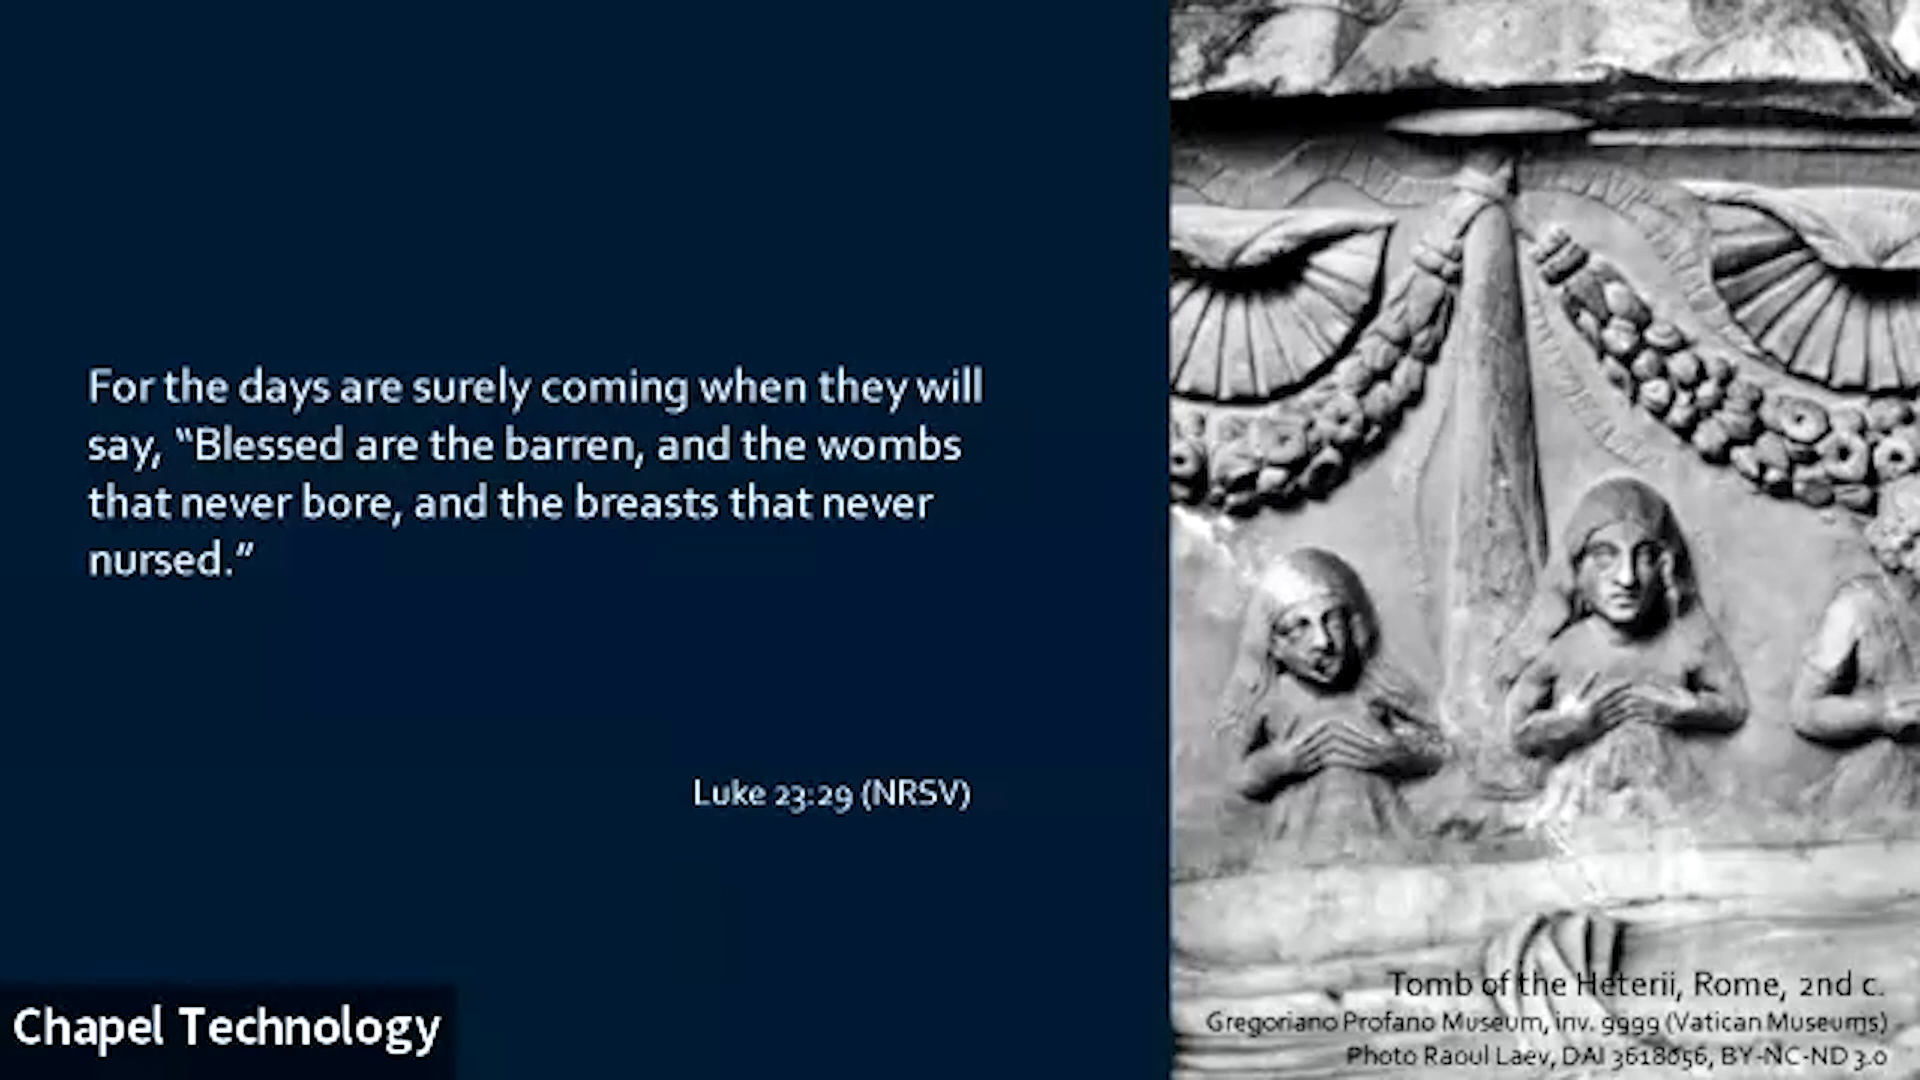 For the days are surely coming when they will
say, “Blessed are the barren, and the wombs
that never bore, and the breasts that never
nursed.”
Luke 23:29 (NRSV)
Chapel Technology
Tomb of the Heterii, Rome, 2nd c.
Gregoriano Profano Museum, inv. 9999 (Vatican Museums)
Photo Raoul Laev, DAI 3618056, BY-NC-ND 3.0